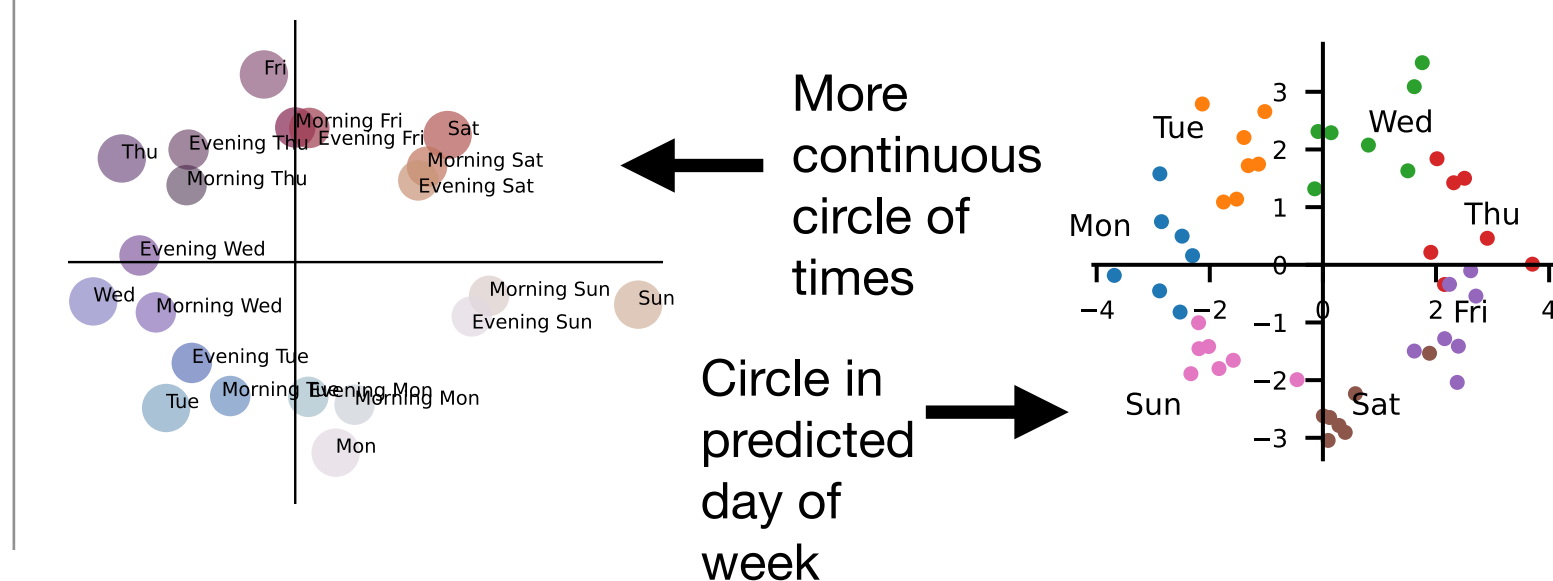 Fri
Morning Fri
Evening Fri
Sat
Evening Thu
Thu
Morning Sat
Morning Thu
Evening Sat
Evening Wed
Wed
Morning Wed
Morning Sun
Sun
Evening Sun
Evening Tue
Morning Tue
Evening Mon
Morning Mon
Tue
Mon
More
continuous
circle of
times
Circle in
predicted
day of
week
3
2
1
0
−1
−2
−3
−4
−2
0
2
4
Tue
Wed
Thu
Mon
Fri
Sat
Sun